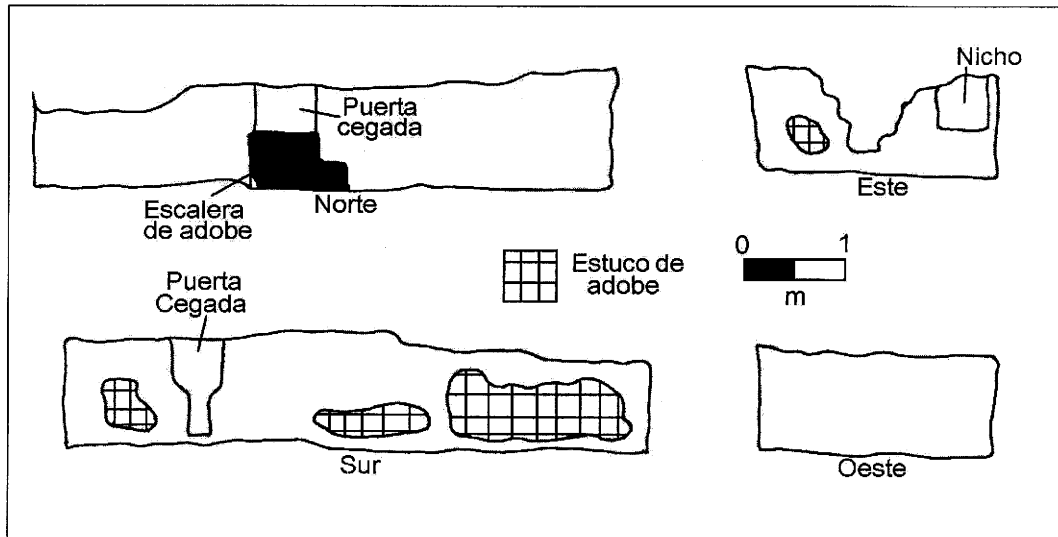 Puerta
cegada
Escalera
de adobe
Norte
Nicho
Este
Puerta
Cegada
Estuco de
adobe
0 1
m
Sur
Oeste